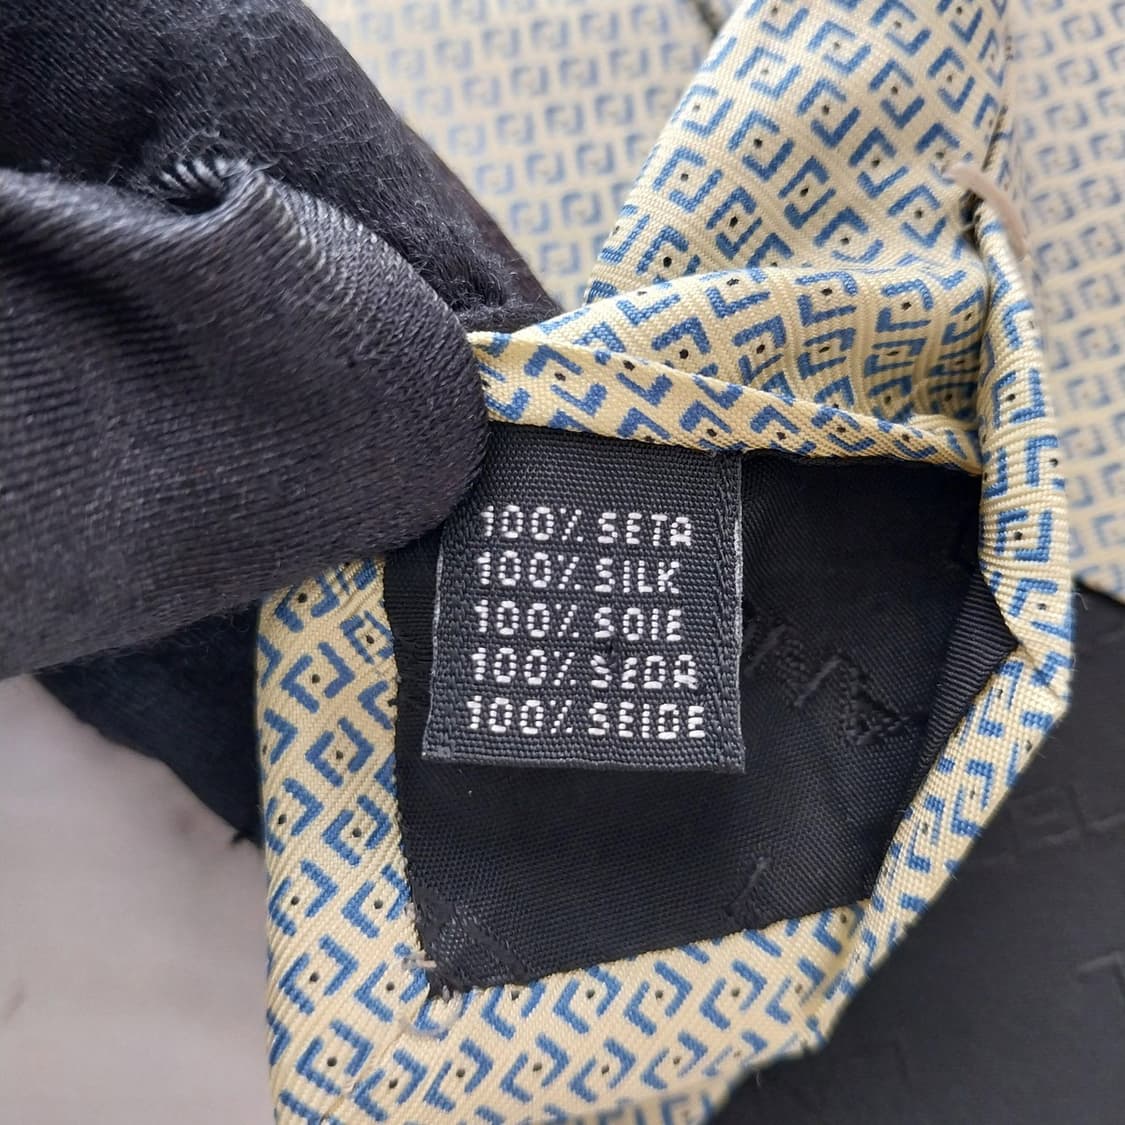 100% SETA
100% SILK
100% SOIE
100% SEDA
100% SEIDE